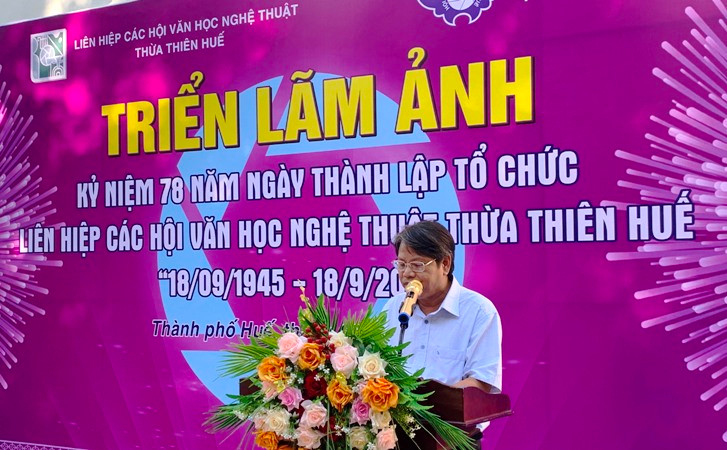 LIÊN HIỆP CÁC HỘI VĂN HỌC NGHỆ THUẬT
THỪA THIÊN HUẾ
TRIỂN LÃM ẢNH
KỶ NIỆM 78 NĂM NGÀY THÀNH LẬP TỔ CHỨC
LIÊN HIỆP CÁC HỘI VĂN HỌC NGHỆ THUẬT THỪA THIÊN HUẾ
“18/09/1945 - 18/9/20
Thành phố Huế, th